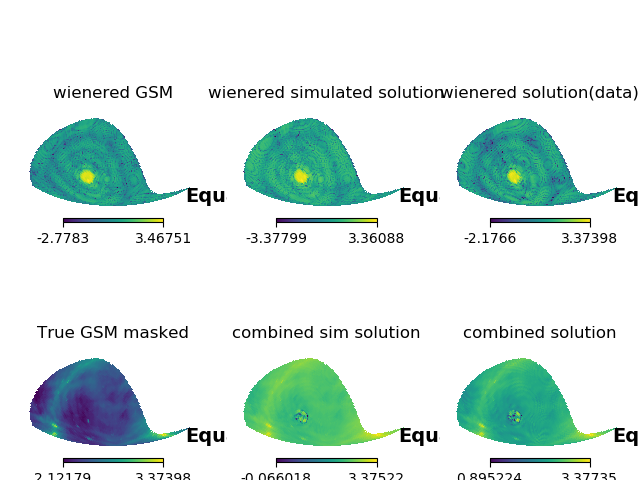 wienered GSM
wienered simulated solution
wienered solution(data)
Equ
Equ
Eq
-2.7783 3.46751
-3.37799 3.36088
-2.1766 3.37398
True GSM masked
combined sim solution
combined solution
Equ
Equ
Eq
2.12179 3.37398
-0.066018 3.37522
0.895224 3.37735